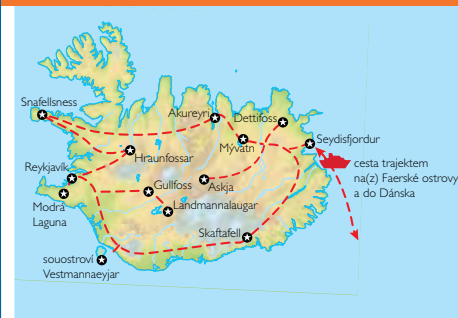 Snafellsness
Akureyri
Dettifoss
Seydisfjordur
Mývatn
Hraunfossar
cesta trajektem
na(z) Faerské ostrovy
a do Dánska
Reykjavík
Gullfoss
Askja
Modra
Laguna
Landmannalaugar
Skaftafell
souostroví
Vestmannaeyjar